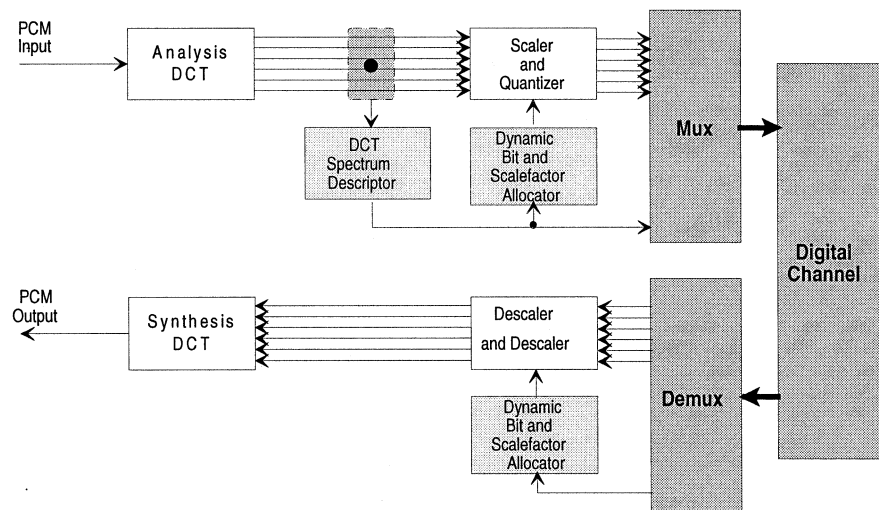 PCM
Input
Analysis
DCT
Scaler
and
Quantizer
Mux
DCT
Spectrum
Descriptor
Dynamic
Bit and
Scalefactor
Allocator
Digital
Channel
PCM
Output
Synthesis
DCT
Descaler
and Descaler
Demux
Dynamic
Bit and
Scalefactor
Allocator